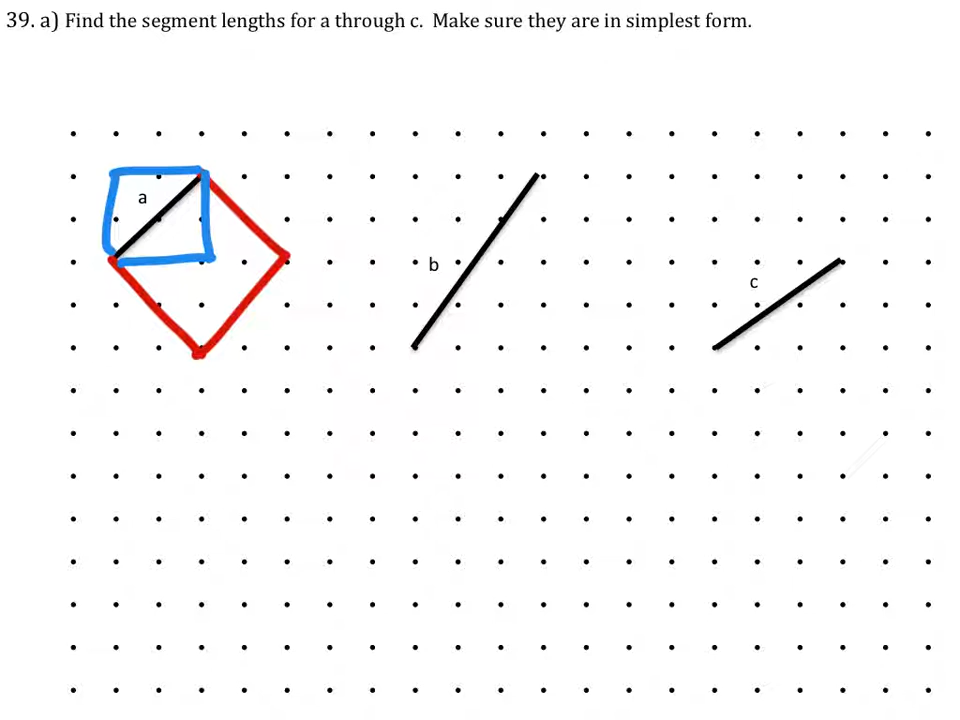 39. a) Find the segment lengths for a through c.  Make sure they are in simplest form.
a
b
c